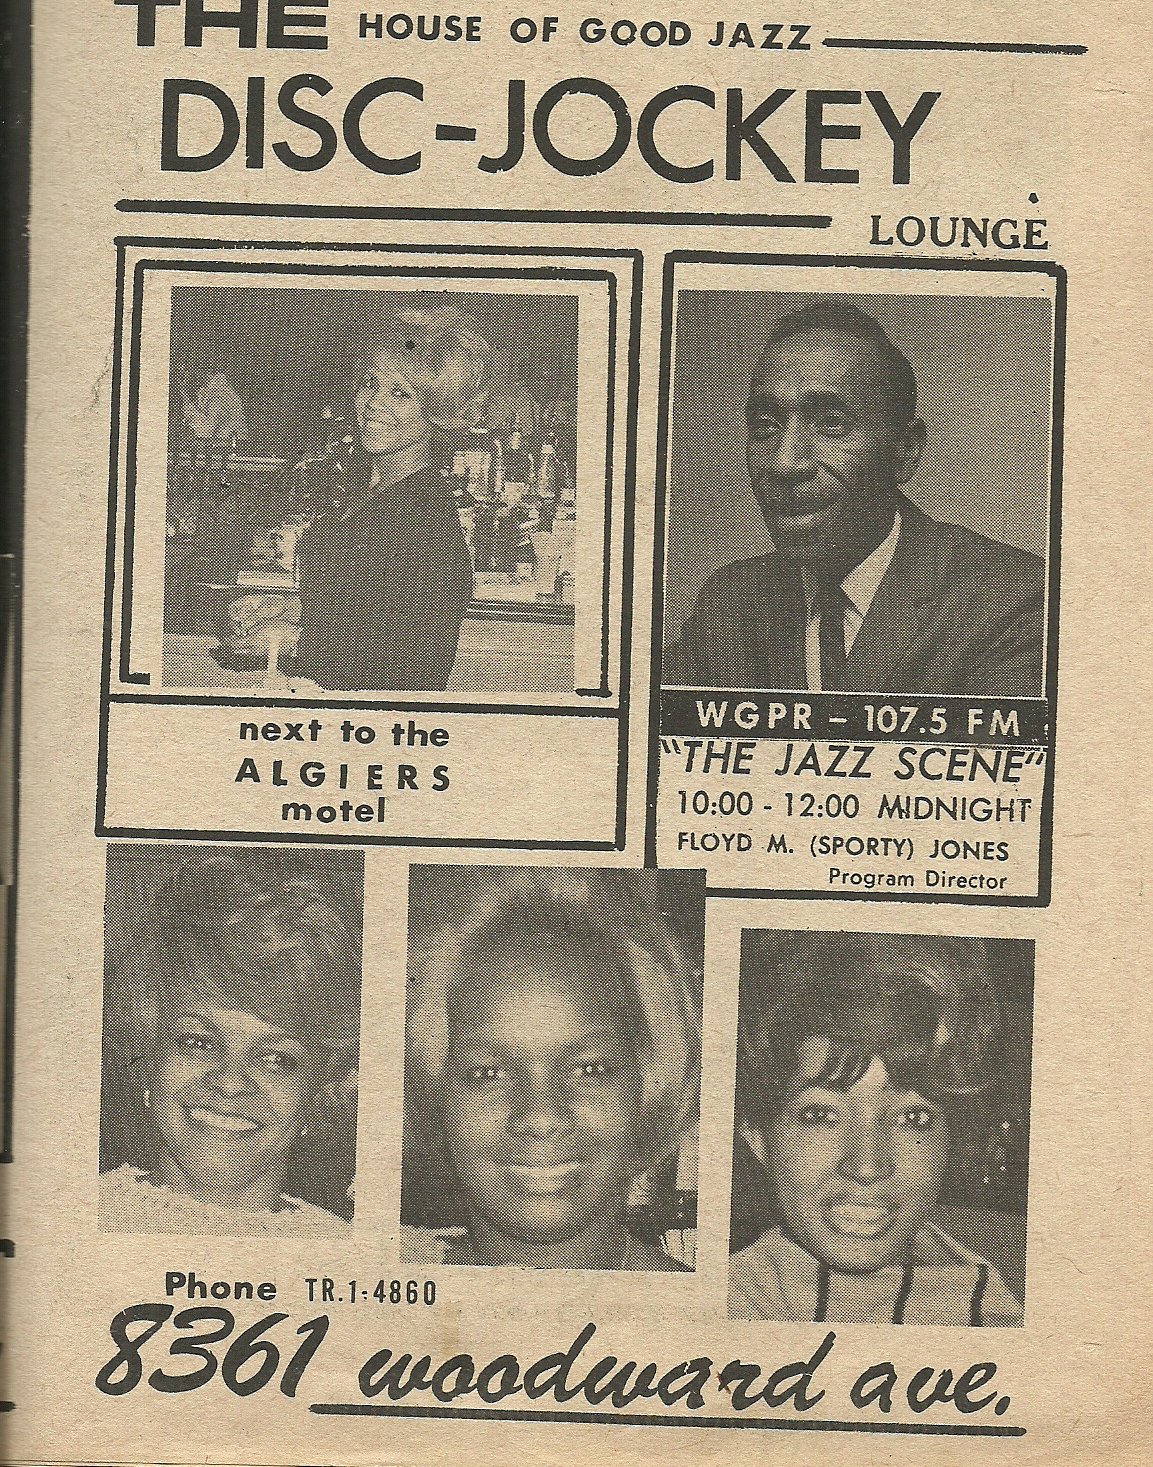 THE HOUSE OF GOOD JAZZ
DISC-JOCKEY
LOUNGE
next to the
ALGIERS
motel
WGPR - 107.5 FM
"THE JAZZ SCENE"
10:00 - 12:00 MIDNIGHT
FLOYD M. (SPORTY) JONES
Program Director
Phone TR.1-4860
8361 woodward ave.